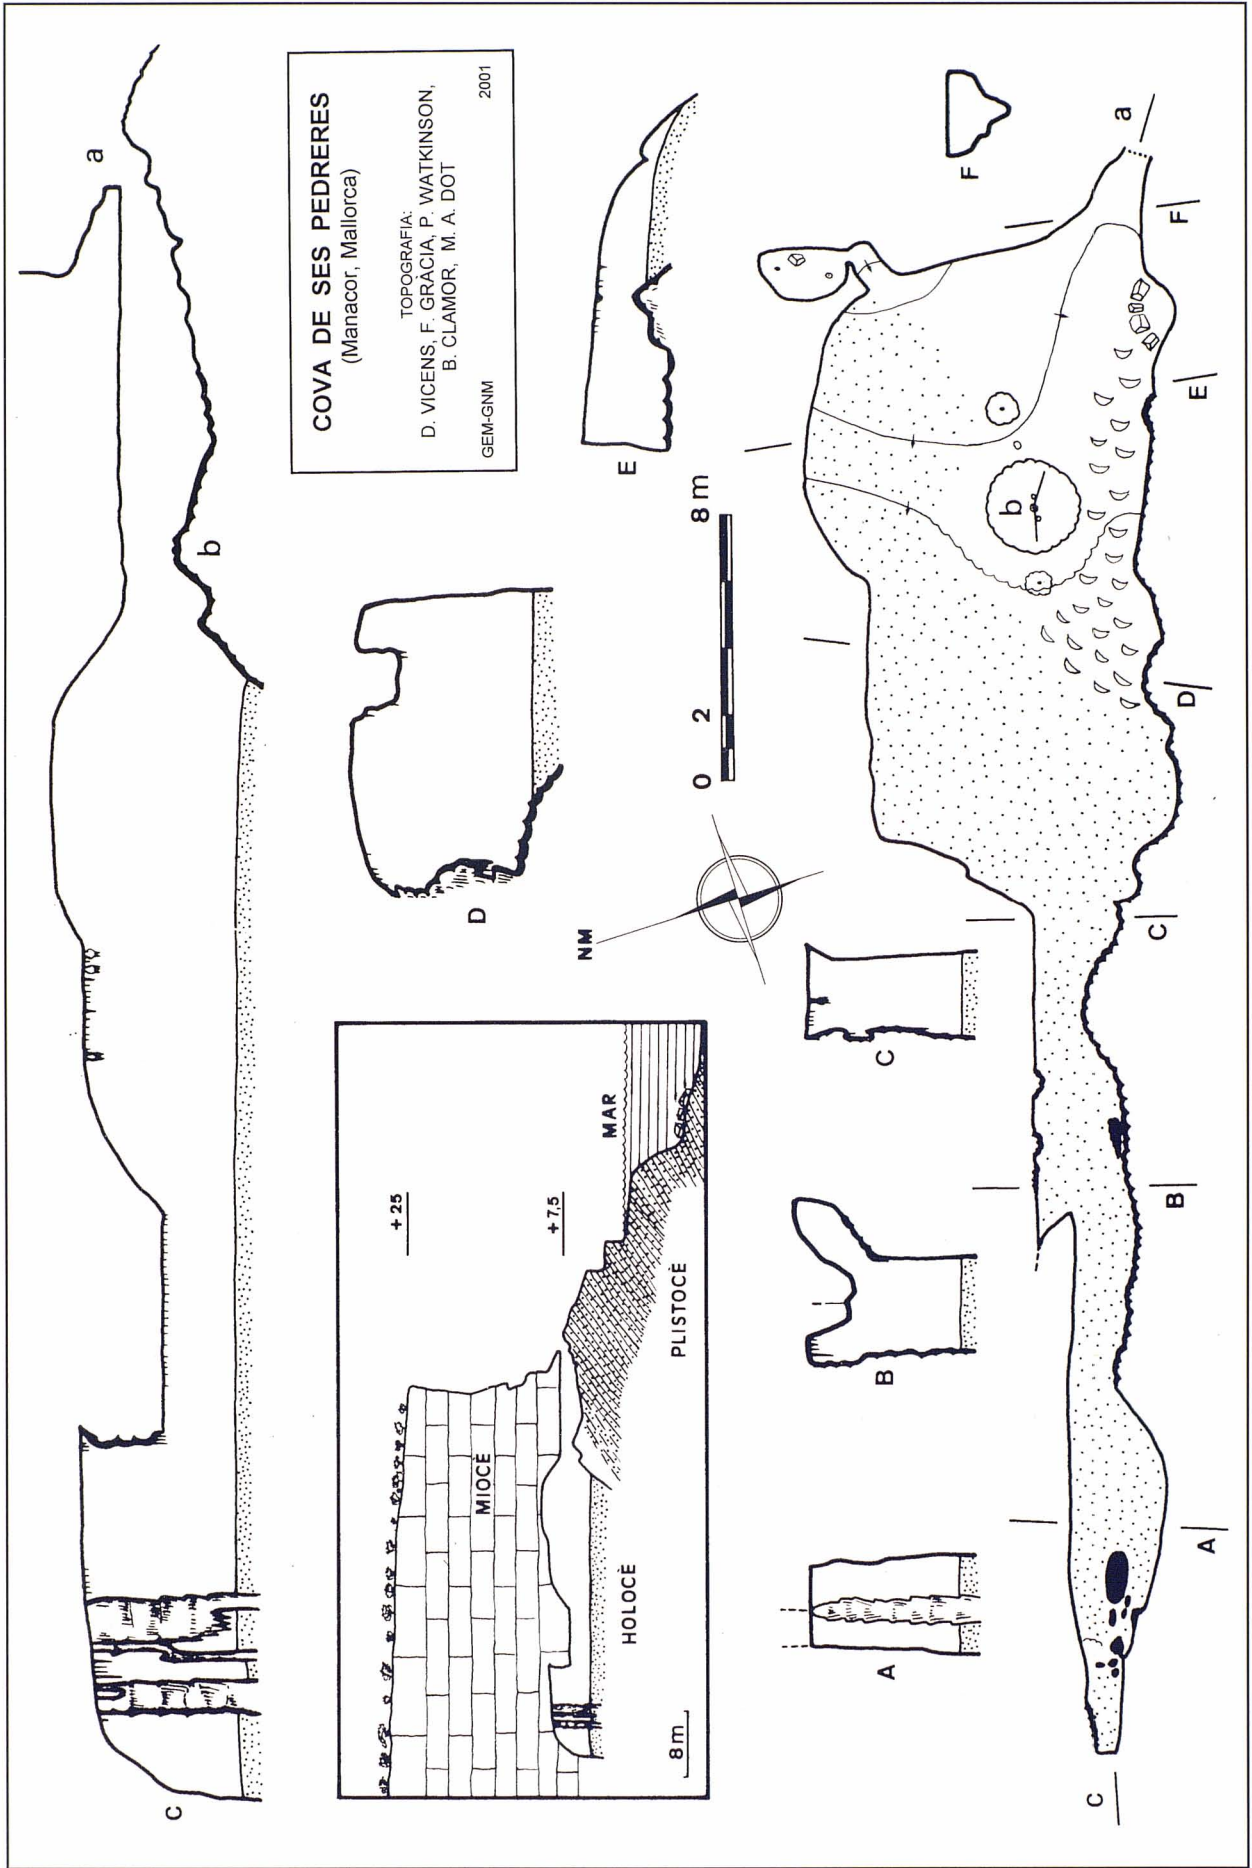 COVA DE SES PEDRERES
(Manacor, Mallorca)
TOPOGRAFIA:
D. VICENS, F. GRÀCIA, P. WATKINSON,
B. CLAMOR, M. A. DOT
GEM-GNM 2001
C
b
a
D
E
0 2 8 m
NM
+ 25
+ 7,5
MAR
MIOCÈ
PLISTOCÈ
HOLOCÈ
8 m
A
B
C
F
C
b
a
A
B
C
D
E
F